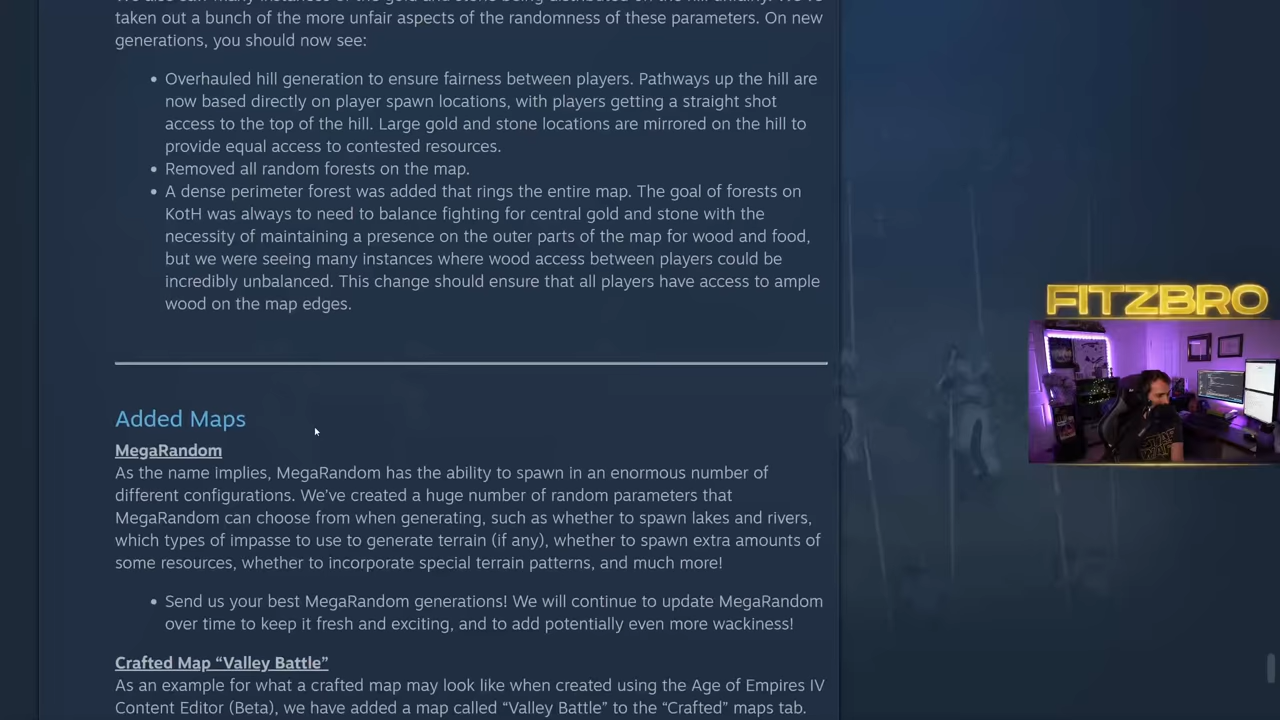 taken out a bunch of the more unfair aspects of the randomness of these parameters. On new
generations, you should now see:
• Overhauled hill generation to ensure fairness between players. Pathways up the hill are
now based directly on player spawn locations, with players getting a straight shot
access to the top of the hill. Large gold and stone locations are mirrored on the hill to
provide equal access to contested resources.
• Removed all random forests on the map.
• A dense perimeter forest was added that rings the entire map. The goal of forests on
KotH was always to need to balance fighting for central gold and stone with the
necessity of maintaining a presence on the outer parts of the map for wood and food,
but we were seeing many instances where wood access between players could be
incredibly unbalanced. This change should ensure that all players have access to ample
wood on the map edges.
FITZBRO
Added Maps
MegaRandom
As the name implies, MegaRandom has the ability to spawn in an enormous number of
different configurations. We’ve created a huge number of random parameters that
MegaRandom can choose from when generating, such as whether to spawn lakes and rivers,
which types of impasse to use to generate terrain (if any), whether to spawn extra amounts of
some resources, whether to incorporate special terrain patterns, and much more!
• Send us your best MegaRandom generations! We will continue to update MegaRandom
over time to keep it fresh and exciting, and to add potentially even more wackiness!
Crafted Map “Valley Battle”
As an example for what a crafted map may look like when created using the Age of Empires IV
Content Editor (Beta), we have added a map called “Valley Battle” to the “Crafted” maps tab.